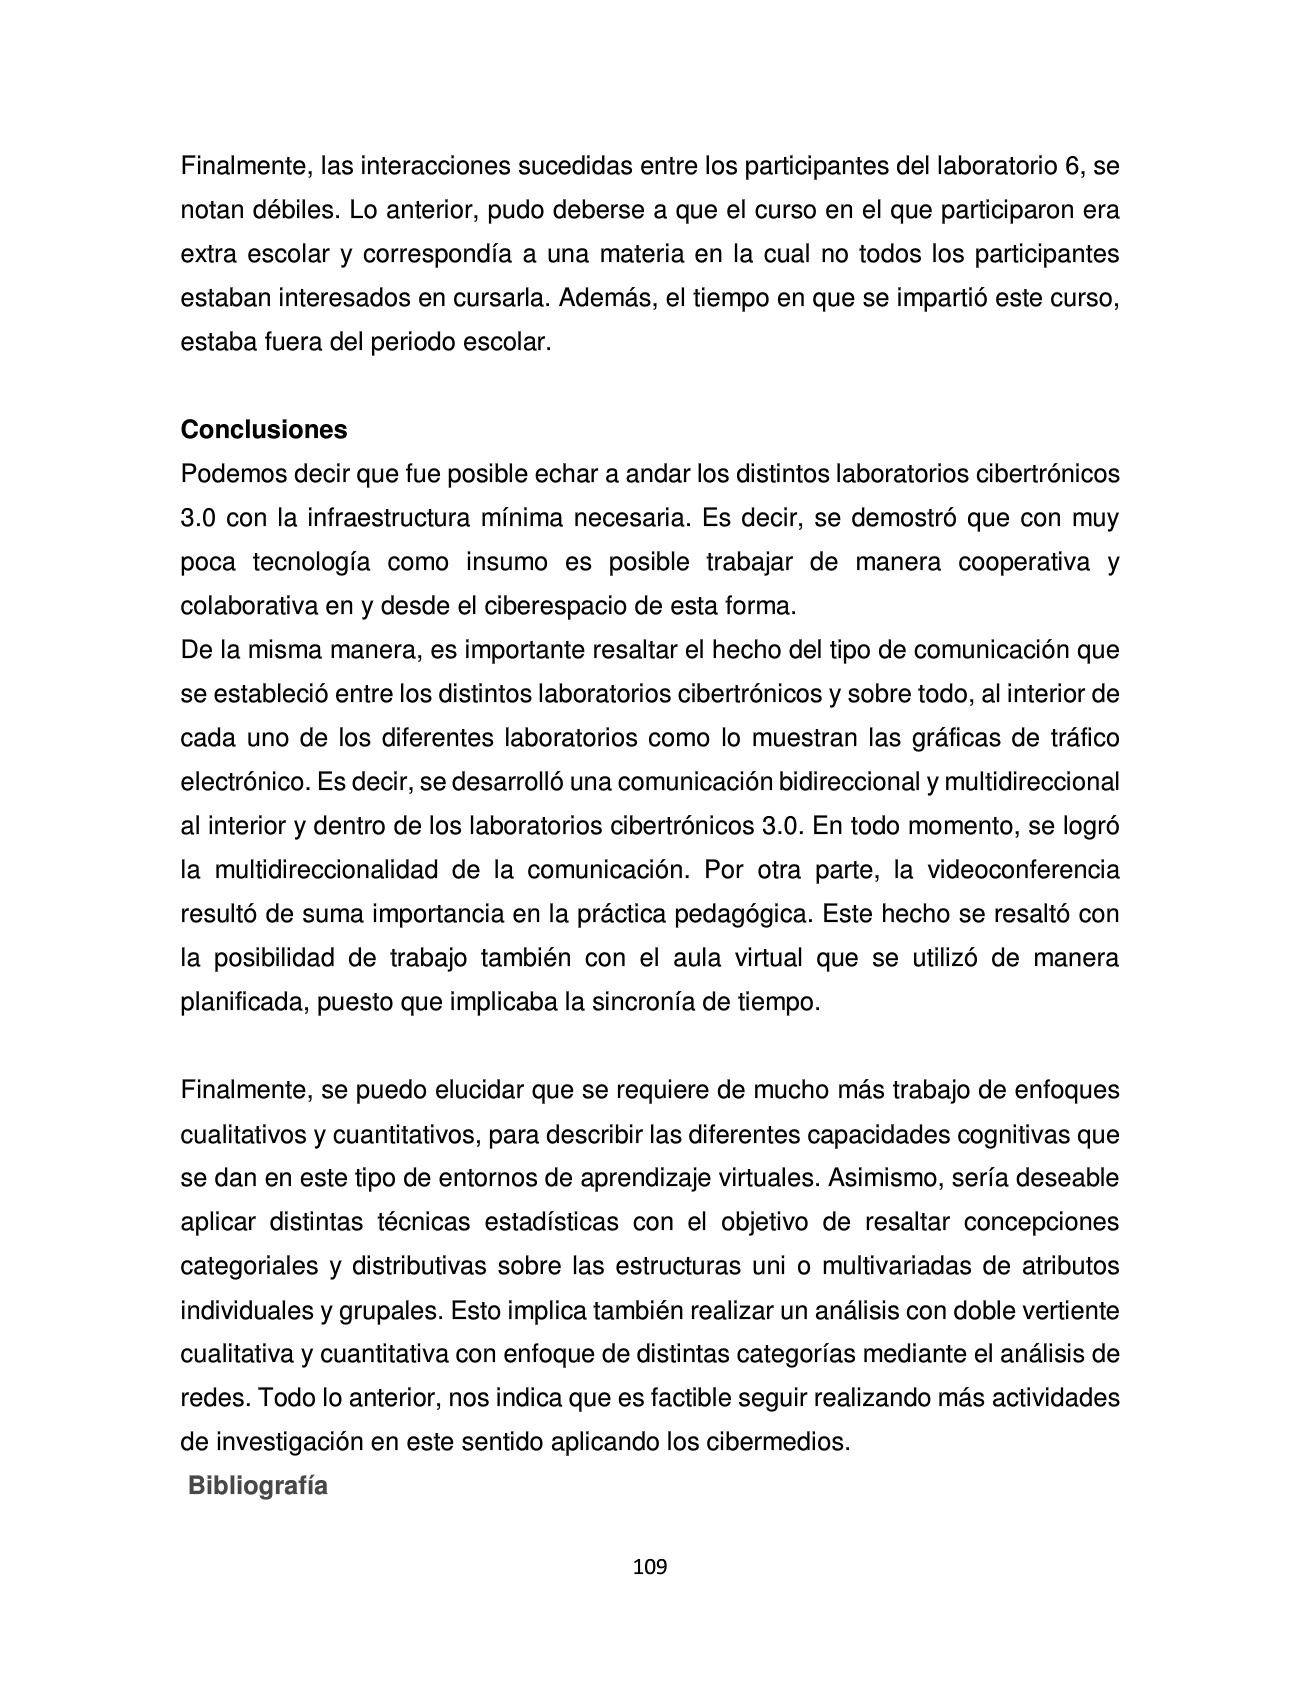 Finalmente, las interacciones sucedidas entre los participantes del laboratorio 6, se
notan débiles. Lo anterior, pudo deberse a que el curso en el que participaron era
extra escolar y correspondía a una materia en la cual no todos los participantes
estaban interesados en cursarla. Además, el tiempo en que se impartió este curso,
estaba fuera del periodo escolar.
Conclusiones
Podemos decir que fue posible echar a andar los distintos laboratorios cibertrónicos
3.0 con la infraestructura mínima necesaria. Es decir, se demostró que con muy
poca tecnología como insumo es posible trabajar de manera cooperativa y
colaborativa en y desde el ciberespacio de esta forma.
De la misma manera, es importante resaltar el hecho del tipo de comunicación que
se estableció entre los distintos laboratorios cibertrónicos y sobre todo, al interior de
cada uno de los diferentes laboratorios como lo muestran las gráficas de tráfico
electrónico. Es decir, se desarrolló una comunicación bidireccional y multidireccional
al interior y dentro de los laboratorios cibertrónicos 3.0. En todo momento, se logró
la multidireccionalidad de la comunicación. Por otra parte, la videoconferencia
resultó de suma importancia en la práctica pedagógica. Este hecho se resaltó con
la posibilidad de trabajo también con el aula virtual que se utilizó de manera
planificada, puesto que implicaba la sincronía de tiempo.
Finalmente, se puedo elucidar que se requiere de mucho más trabajo de enfoques
cualitativos y cuantitativos, para describir las diferentes capacidades cognitivas que
se dan en este tipo de entornos de aprendizaje virtuales. Asimismo, sería deseable
aplicar distintas técnicas estadísticas con el objetivo de resaltar concepciones
categoriales y distributivas sobre las estructuras uni o multivariadas de atributos
individuales y grupales. Esto implica también realizar un análisis con doble vertiente
cualitativa y cuantitativa con enfoque de distintas categorías mediante el análisis de
redes. Todo lo anterior, nos indica que es factible seguir realizando más actividades
de investigación en este sentido aplicando los cibermedios.
Bibliografía
109